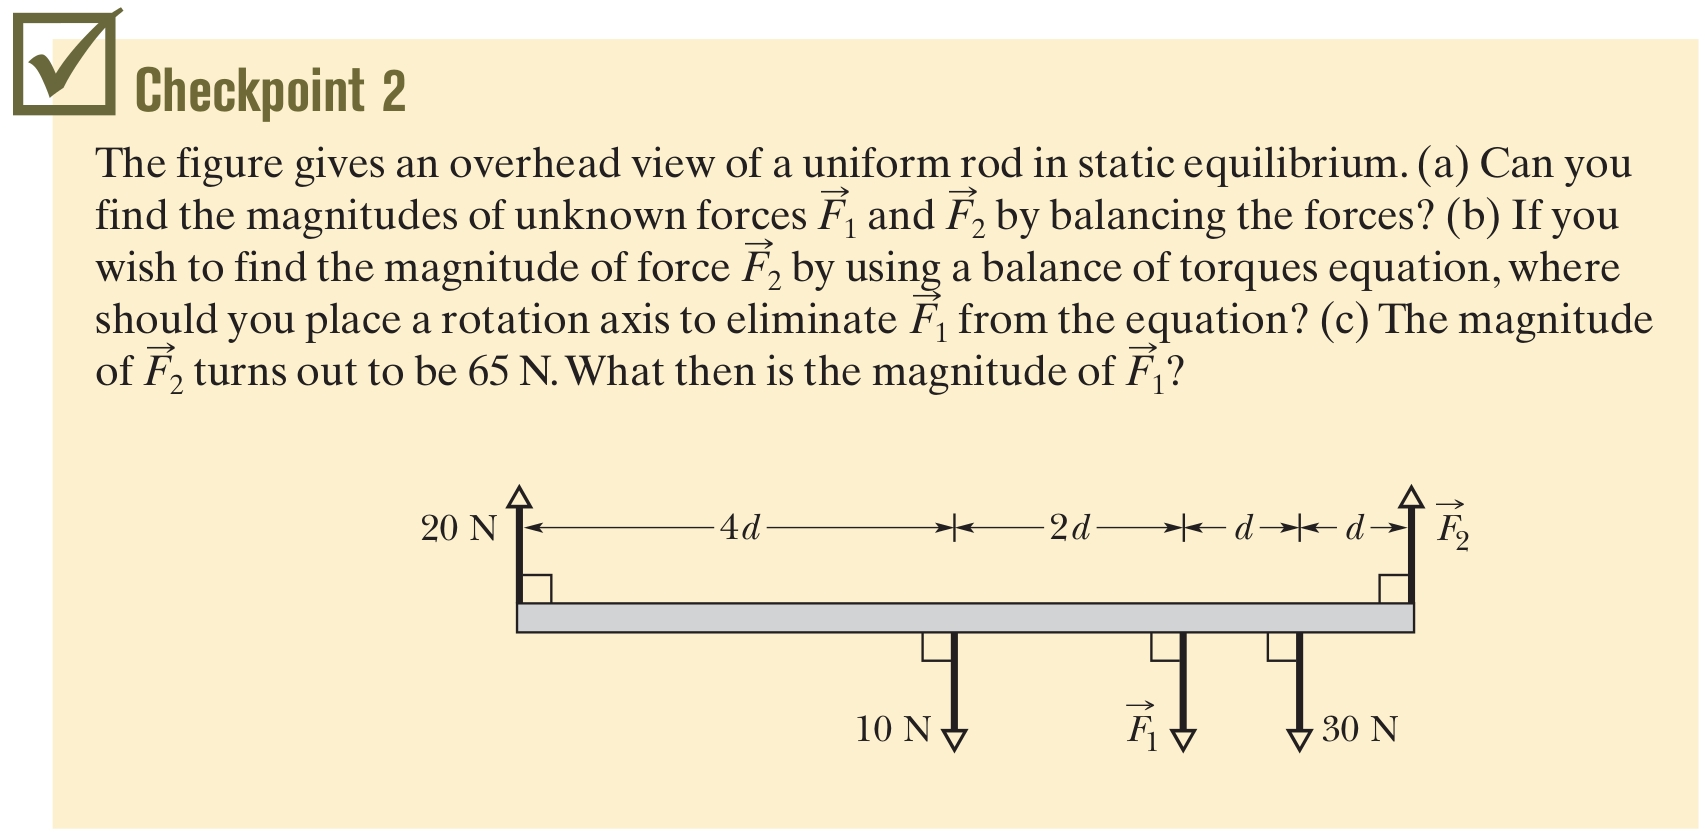 Checkpoint 2
The figure gives an overhead view of a uniform rod in static equilibrium. (a) Can you
find the magnitudes of unknown forces F⃗₁ and F⃗₂ by balancing the forces? (b) If you
wish to find the magnitude of force F⃗₂ by using a balance of torques equation, where
should you place a rotation axis to eliminate F⃗₁ from the equation? (c) The magnitude
of F⃗₂ turns out to be 65 N. What then is the magnitude of F⃗₁?
20 N 4d 2d d d F⃗₂
10 N F⃗₁ 30 N